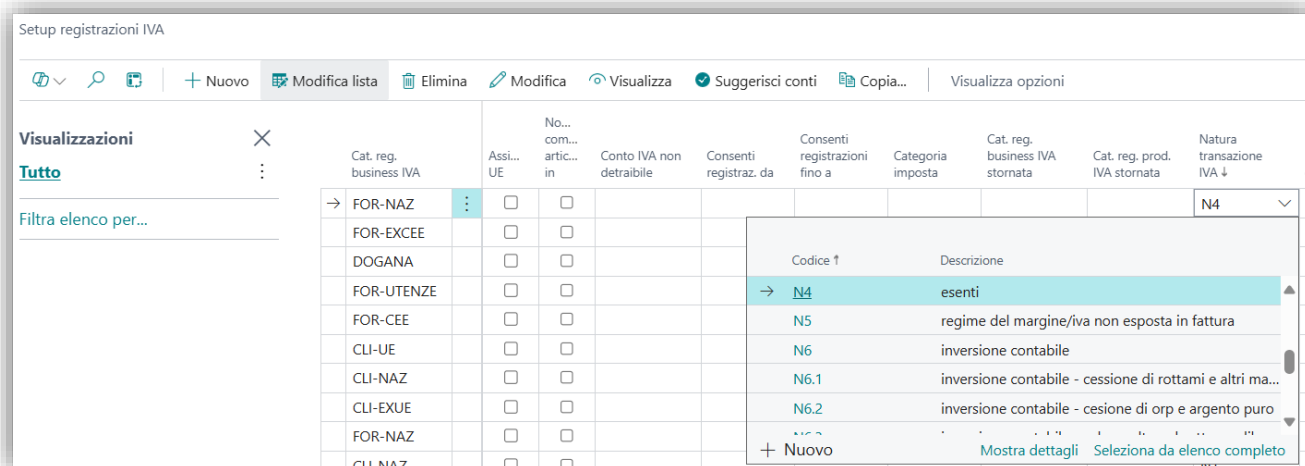 Setup registrazioni IVA
Nuovo Modifica lista Elimina Modifica Visualizza Suggerisci conti Copia... Visualizza opzioni
Visualizzazioni
Tutto
Filtra elenco per...
Cat. reg. business IVA
Assi... UE
No... com... artic... in
Conto IVA non detraibile
Consenti registraz. da
Consenti registrazioni fino a
Categoria imposta
Cat. reg. business IVA stornata
Cat. reg. prod. IVA stornata
Natura transazione IVA ↓
FOR-NAZ N4
FOR-EXCEE
DOGANA
FOR-UTENZE
FOR-CEE
CLI-UE
CLI-NAZ
CLI-EXUE
FOR-NAZ
CLI-NAZ
Codice ↑ Descrizione
N4 esenti
N5 regime del margine/iva non esposta in fattura
N6 inversione contabile
N6.1 inversione contabile - cessione di rottami e altri ma...
N6.2 inversione contabile - cesione di orp e argento puro
Nuovo Mostra dettagli Seleziona da elenco completo